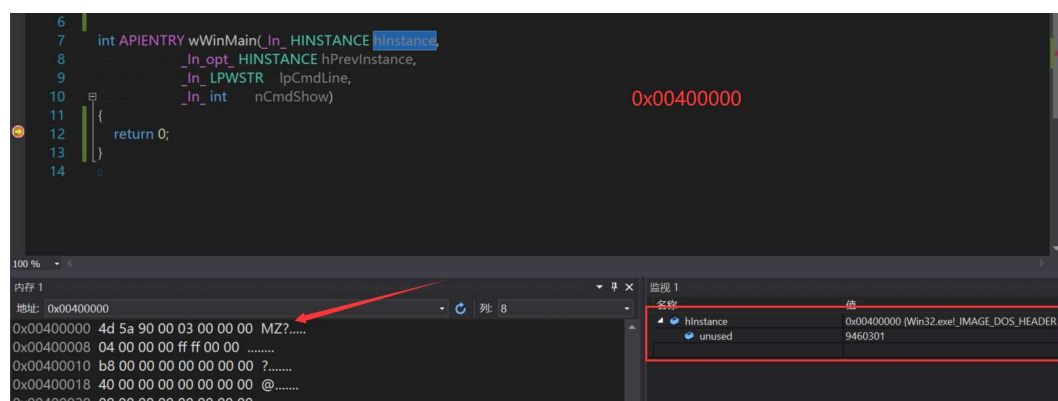 6
7 int APIENTRY wWinMain(_In_ HINSTANCE hInstance,
8 _In_opt_ HINSTANCE hPrevInstance,
9 _In_ LPWSTR lpCmdLine,
10 _In_ int nCmdShow)
0x00400000
11 {
12 return 0;
13 }
14
100 %
内存 1
地址: 0x00400000
列: 8
0x00400000 4d 5a 90 00 03 00 00 00 MZ?.....
0x00400008 04 00 00 00 ff ff 00 00 ........
0x00400010 b8 00 00 00 00 00 00 00 ?.......
0x00400018 40 00 00 00 00 00 00 00 @.......
监视 1
名称 值
hInstance 0x00400000 {Win32.exe!_IMAGE_DOS_HEADER
unused 9460301